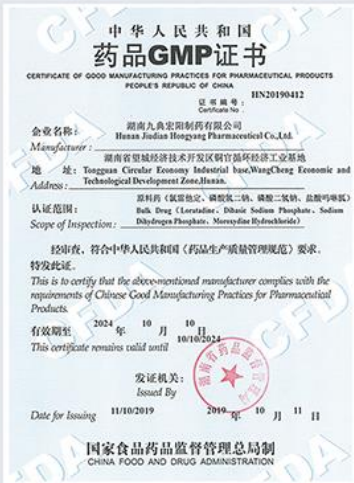 中华人民共和国
药品GMP证书
CERTIFICATE OF GOOD MANUFACTURING PRACTICES FOR PHARMACEUTICAL PRODUCTS
PEOPLE'S REPUBLIC OF CHINA
HN20190412
证书编号:
Certificate No.
企业名称: 湖南九典宏阳制药有限公司
Manufacturer: Hunan Jiudian Hongyang Pharmaceutical Co.,Ltd.
湖南省望城经济技术开发区铜官循环经济工业基地
地 址: Tongguan Circular Economy Industrial base,WangCheng Economic and
Address: Technological Development Zone,Hunan.
认证范围: 原料药(氯雷他定、磷酸氢二钠、磷酸二氢钠、盐酸吗啉胍)
Bulk Drug (Loratadine, Dibasic Sodium Phosphate, Sodium
Scope of Inspection: Dihydrogen Phosphate, Moroxydine Hydrochloride)
经审查,符合中华人民共和国《药品生产质量管理规范》要求,
特发此证。
This is to certify that the above-mentioned manufacturer complies with the
requirements of Chinese Good Manufacturing Practices for Pharmaceutical
Products.
有效期至 2024 年 10 月 10 日
This certificate remains valid until 10/10/2024
发证机关:
Issued By
湖南省药品监督管理局
Date for Issuing 11/10/2019 2019 年 10 月 11 日
国家食品药品监督管理总局制
CHINA FOOD AND DRUG ADMINISTRATION
CFDA